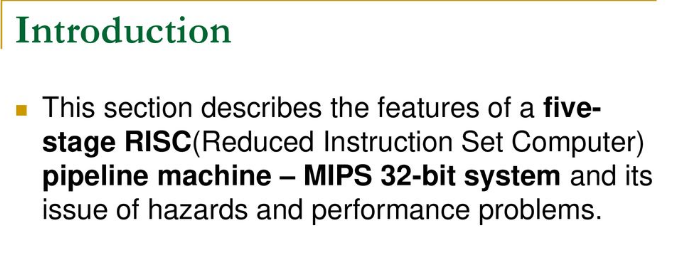 Introduction
This section describes the features of a five-
stage RISC(Reduced Instruction Set Computer)
pipeline machine – MIPS 32-bit system and its
issue of hazards and performance problems.